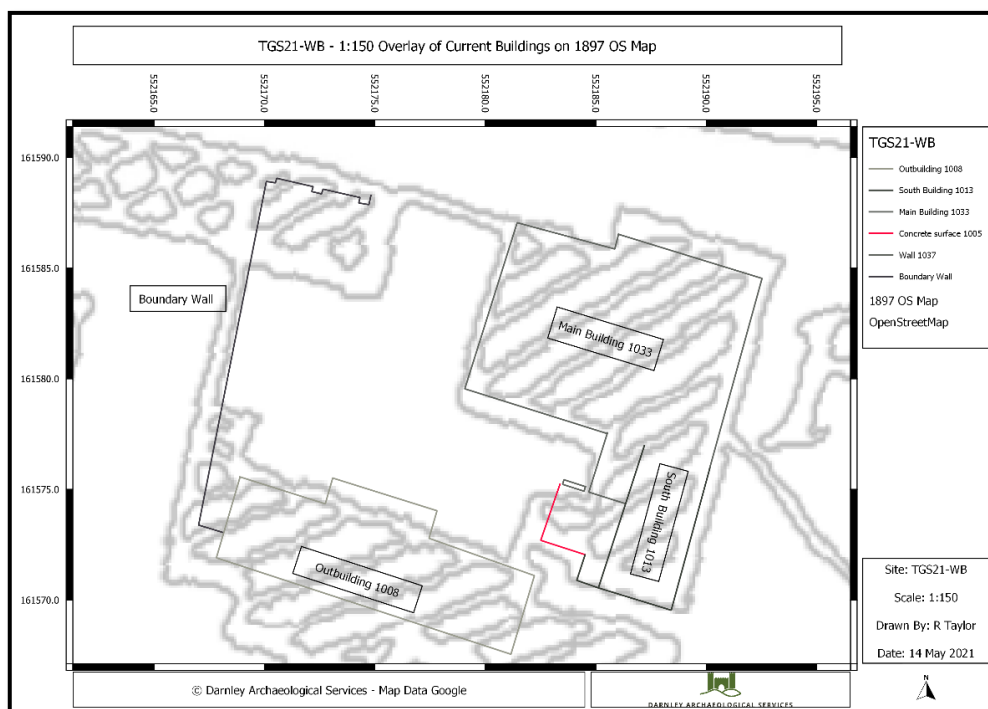 TGS21-WB - 1:150 Overlay of Current Buildings on 1897 OS Map
552165.0
552170.0
552175.0
552180.0
552185.0
552190.0
552195.0
161590.0
161585.0
161580.0
161575.0
161570.0
Boundary Wall
Main Building 1033
South Building 1013
Outbuilding 1008
TGS21-WB
Outbuilding 1008
South Building 1013
Main Building 1033
Concrete surface 1005
Wall 1037
Boundary Wall
1897 OS Map
OpenStreetMap
Site: TGS21-WB
Scale: 1:150
Drawn By: R Taylor
Date: 14 May 2021
N
© Darnley Archaeological Services - Map Data Google
DARNLEY ARCHAEOLOGICAL SERVICES